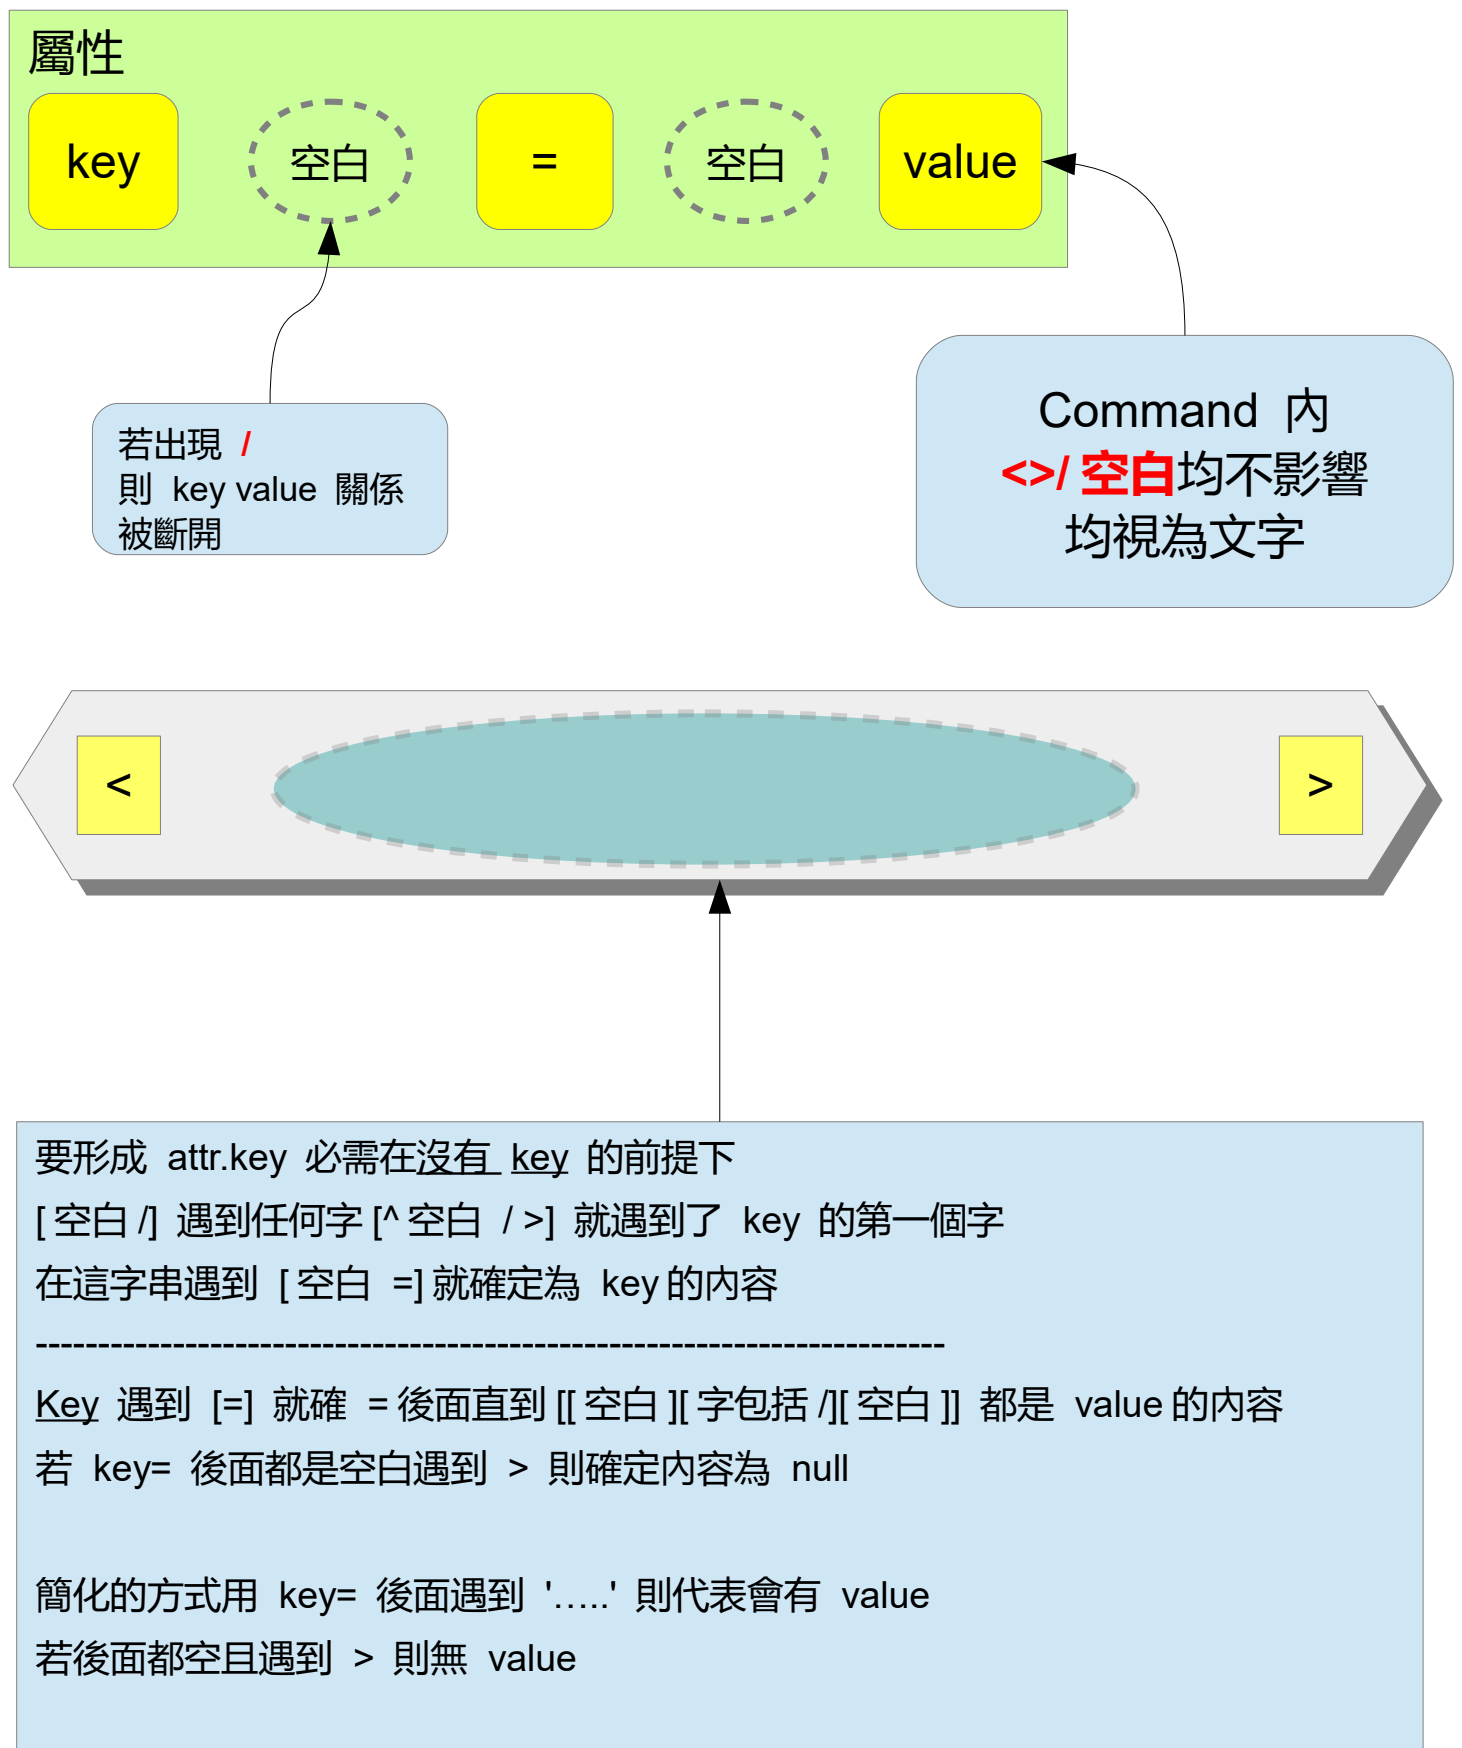 屬性
key 空白 = 空白 value
若出現 /
則 key value 關係
被斷開
Command 內
<>/ 空白均不影響
均視為文字
< >
要形成 attr.key 必需在沒有 key 的前提下
[ 空白 /] 遇到任何字 [^ 空白 / >] 就遇到了 key 的第一個字
在這字串遇到 [ 空白 =] 就確定為 key 的內容
-------------------------------------------------------------------------
Key 遇到 [=] 就確 = 後面直到 [[ 空白 ][ 字包括 /][ 空白 ]] 都是 value 的內容
若 key= 後面都是空白遇到 > 則確定內容為 null
簡化的方式用 key= 後面遇到 '…..' 則代表會有 value
若後面都空且遇到 > 則無 value